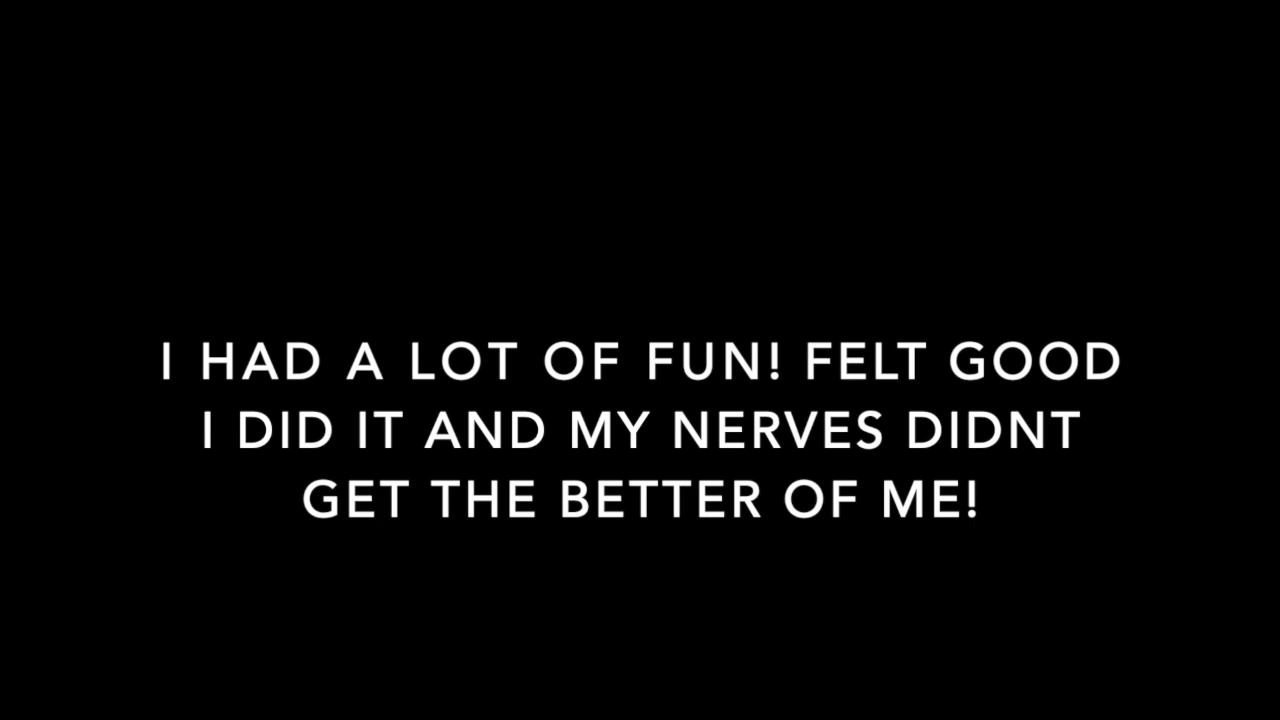 I HAD A LOT OF FUN! FELT GOOD
I DID IT AND MY NERVES DIDNT
GET THE BETTER OF ME!